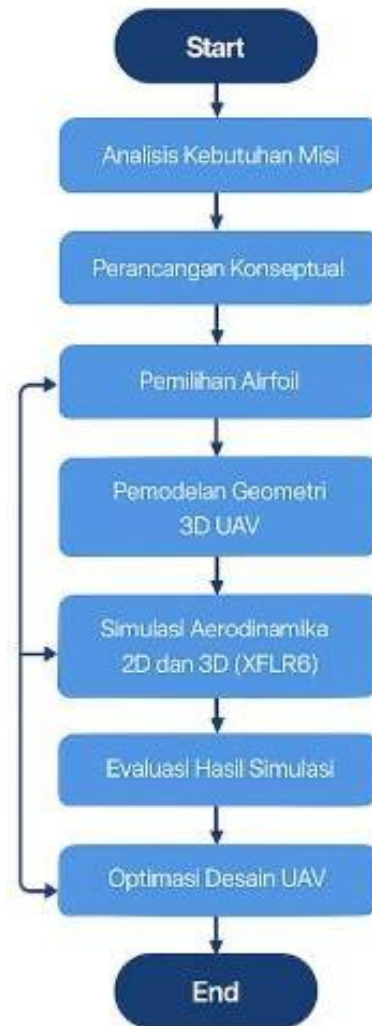 Start
Analisis Kebutuhan Misi
Perancangan Konseptual
Pemilihan Airfoil
Pemodelan Geometri
3D UAV
Simulasi Aerodinamika
2D dan 3D (XFLR6)
Evaluasi Hasil Simulasi
Optimasi Desain UAV
End